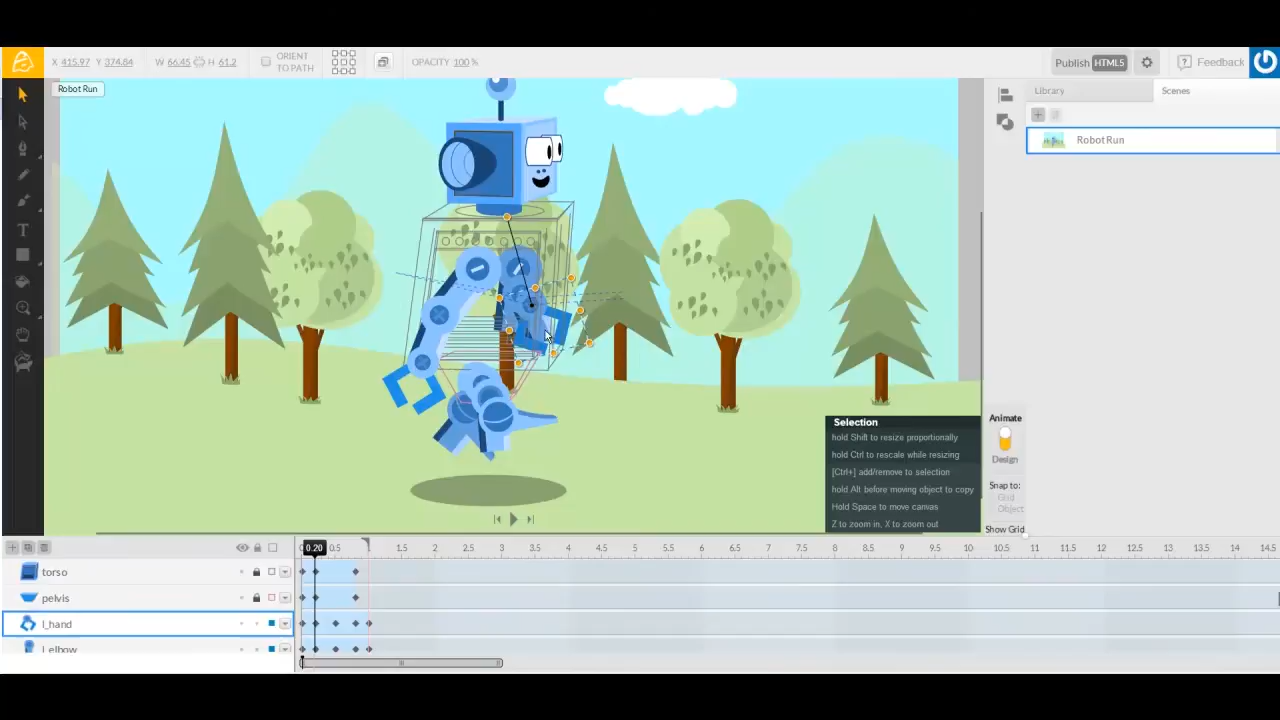 X 415.97 Y 374.64 W 66.45 H 61.2 ORIENT TO PATH OPACITY 100 % Publish HTML5 Feedback
Robot Run
Library Scenes
Robot Run
T
Selection
hold Shift to resize proportionally
hold Ctrl to rescale while resizing
[Ctrl+] add/remove to selection
hold Alt before moving object to copy
Hold Space to move canvas
Z to zoom in, X to zoom out
Animate
Design
Snap to:
Grid
Object
Show Grid
0.20 0.5 1.5 2 2.5 3 3.5 4 4.5 5 5.5 6 6.5 7 7.5 8 8.5 9 9.5 10 10.5 11 11.5 12 12.5 13 13.5 14 14.5
torso
pelvis
l_hand
l_elbow